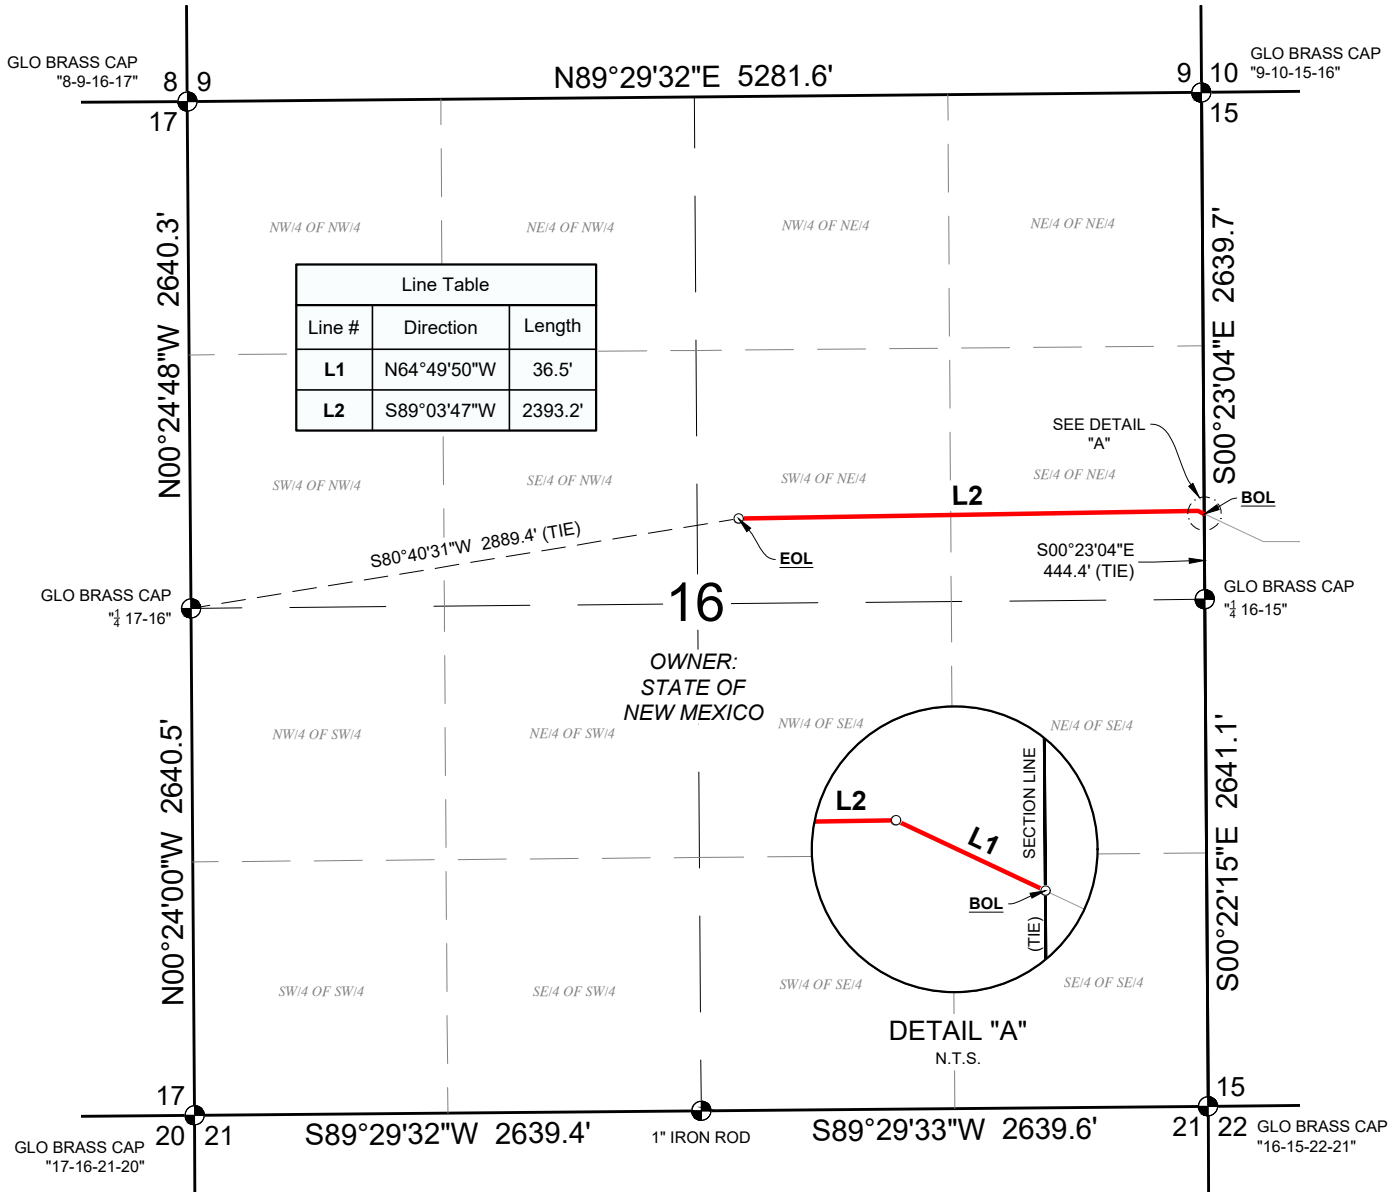 GLO BRASS CAP
"8-9-16-17"
8 9
17
N89°29'32"E 5281.6'
9 10
15
GLO BRASS CAP
"9-10-15-16"
N00°24'48"W 2640.3'
S00°23'04"E 2639.7'
NW/4 OF NW/4
NE/4 OF NW/4
NW/4 OF NE/4
NE/4 OF NE/4
Line Table
Line # Direction Length
L1 N64°49'50"W 36.5'
L2 S89°03'47"W 2393.2'
SEE DETAIL
"A"
SW/4 OF NW/4
SE/4 OF NW/4
SW/4 OF NE/4
SE/4 OF NE/4
L2
BOL
S80°40'31"W 2889.4' (TIE)
EOL
S00°23'04"E
444.4' (TIE)
GLO BRASS CAP
"1/4 17-16"
16
GLO BRASS CAP
"1/4 16-15"
OWNER:
STATE OF
NEW MEXICO
N00°24'00"W 2640.5'
S00°22'15"E 2641.1'
NW/4 OF SW/4
NE/4 OF SW/4
NW/4 OF SE/4
NE/4 OF SE/4
L2
L1
SECTION LINE
BOL
(TIE)
SW/4 OF SW/4
SE/4 OF SW/4
SW/4 OF SE/4
SE/4 OF SE/4
DETAIL "A"
N.T.S.
17
20 21
GLO BRASS CAP
"17-16-21-20"
S89°29'32"W 2639.4'
1" IRON ROD
S89°29'33"W 2639.6'
15
21 22
GLO BRASS CAP
"16-15-22-21"